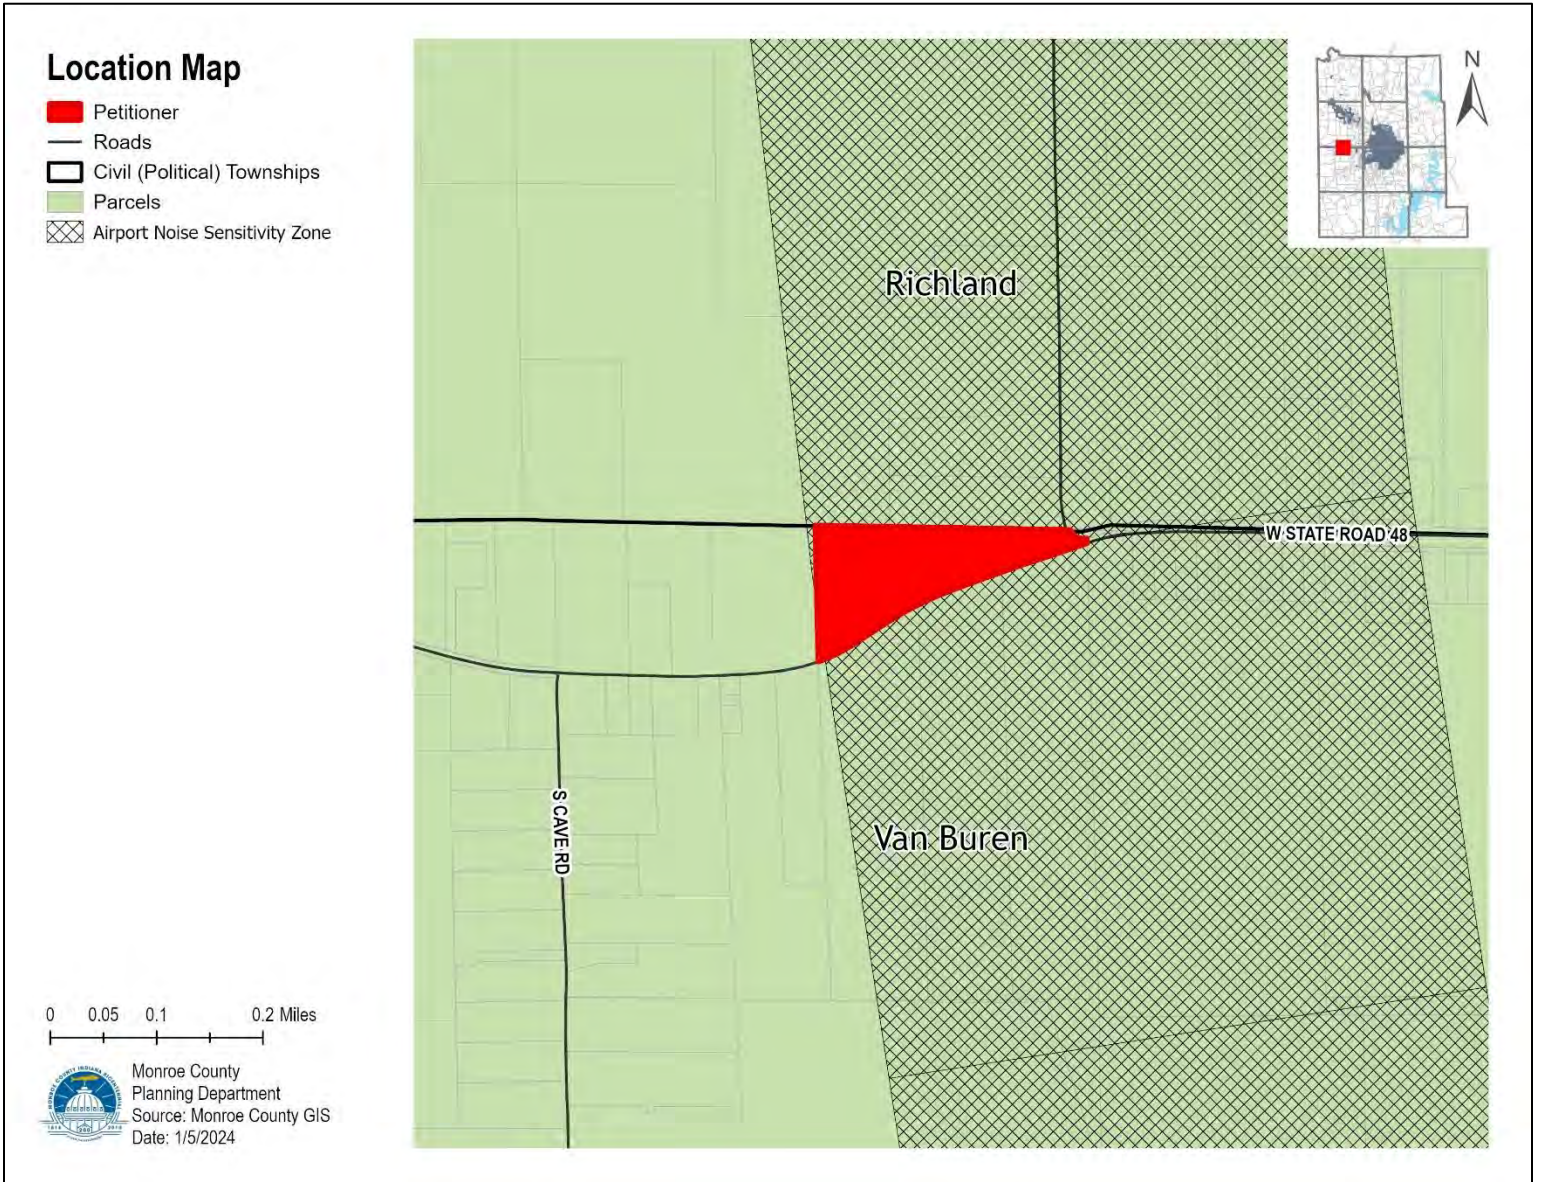 Location Map
Petitioner
Roads
Civil (Political) Townships
Parcels
Airport Noise Sensitivity Zone
N
Richland
W STATE ROAD 48
S CAVE RD
Van Buren
0 0.05 0.1 0.2 Miles
Monroe County
Planning Department
Source: Monroe County GIS
Date: 1/5/2024